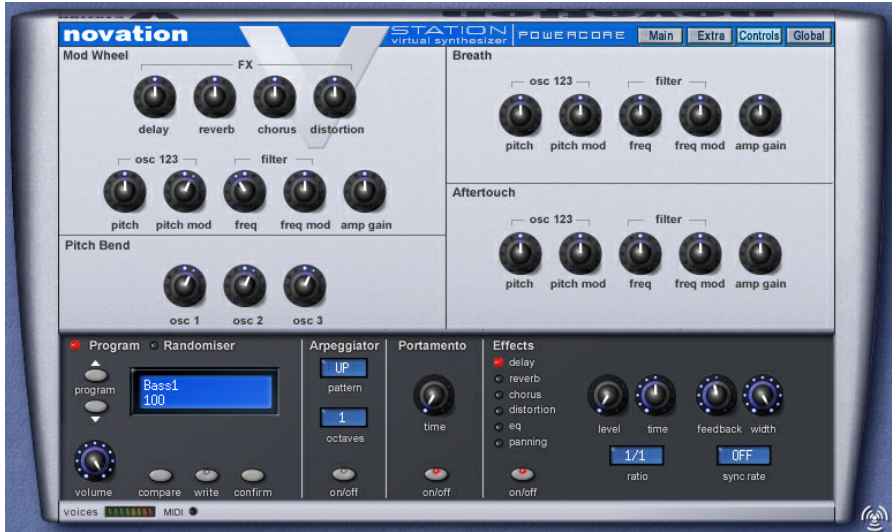 novation
V STATION
virtual synthesizer
POWERCORE
Main Extra Controls Global
Mod Wheel
FX
delay reverb chorus distortion
osc 123 filter
pitch pitch mod freq freq mod amp gain
Pitch Bend
osc 1 osc 2 osc 3
Breath
osc 123 filter
pitch pitch mod freq freq mod amp gain
Aftertouch
osc 123 filter
pitch pitch mod freq freq mod amp gain
Program Randomiser
program
Bass1
100
volume compare write confirm
Arpeggiator
UP
pattern
1
octaves
on/off
Portamento
time
on/off
Effects
delay
reverb
chorus
distortion
eq
panning
on/off
level time feedback width
1/1 OFF
ratio sync rate
voices MIDI